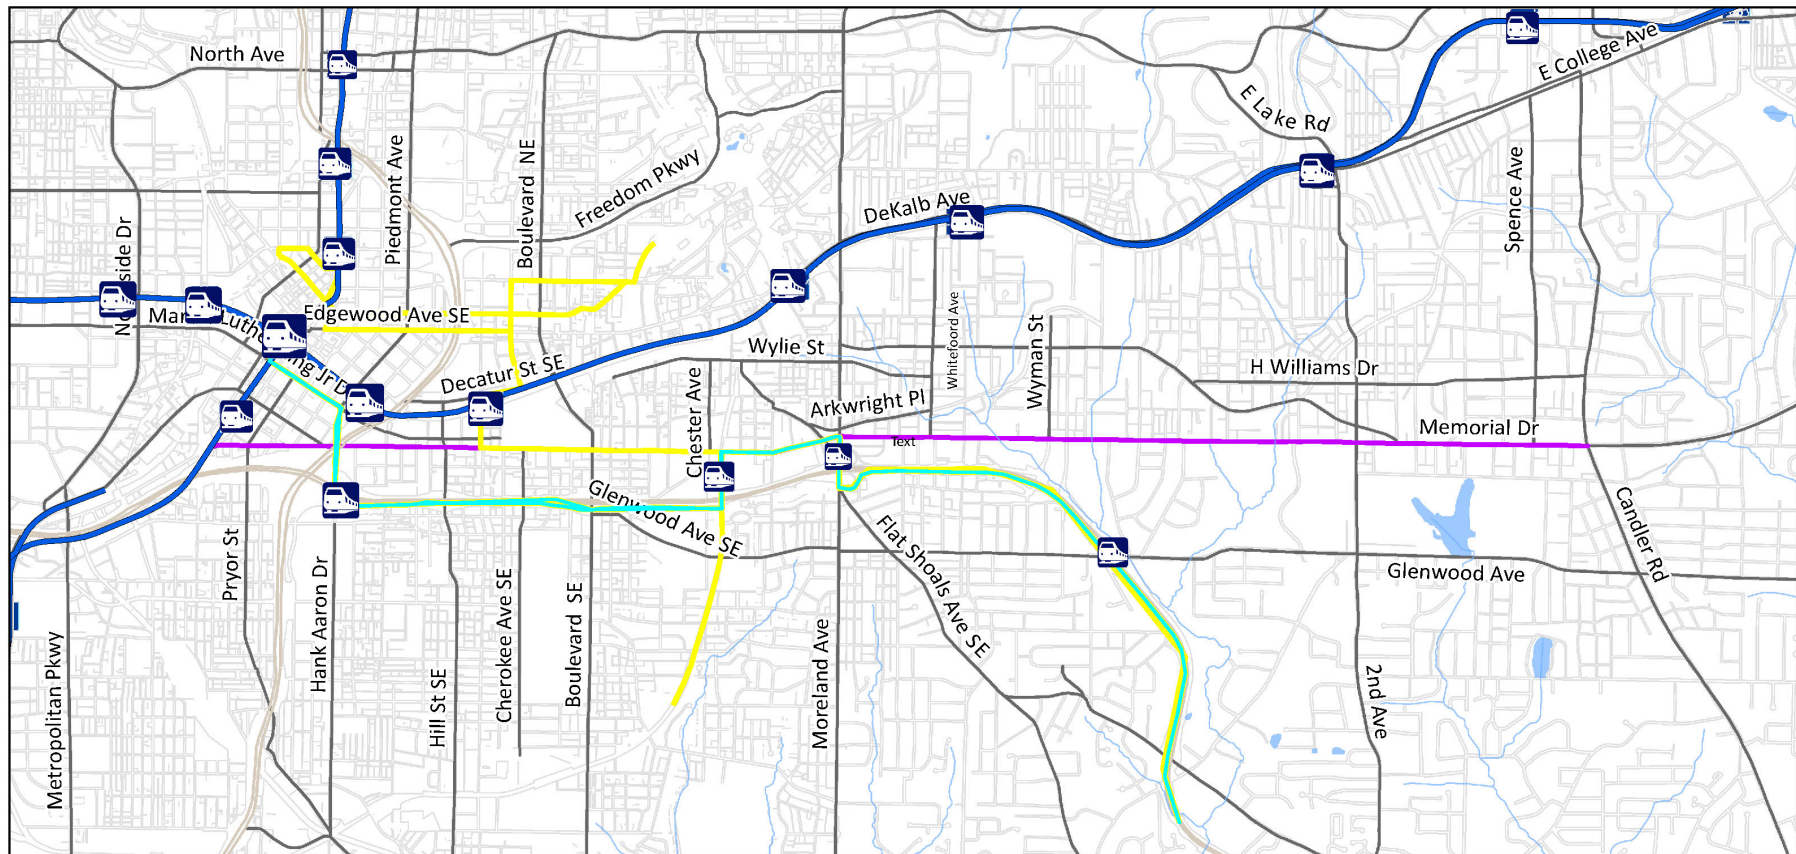 North Ave
E College Ave
E Lake Rd
Piedmont Ave
Boulevard NE
Freedom Pkwy
Spence Ave
DeKalb Ave
Edgewood Ave SE
Wylie St
Whitefoord Ave
Wyman St
H Williams Dr
Decatur St SE
Chester Ave
Arkwright Pl
Memorial Dr
Text
Glenwood Ave SE
Flat Shoals Ave SE
Candler Rd
Glenwood Ave
Pryor St
Hank Aaron Dr
Hill St SE
Cherokee Ave SE
Boulevard SE
Moreland Ave
2nd Ave
Metropolitan Pkwy